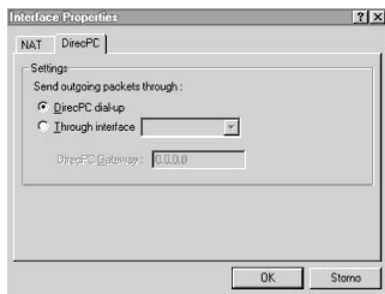 Interface Properties
NAT DirecPC
Settings
Send outgoing packets through :
DirecPC dial-up
Through interface
DirecPC Gateway : 0.0.0.0
OK Storno